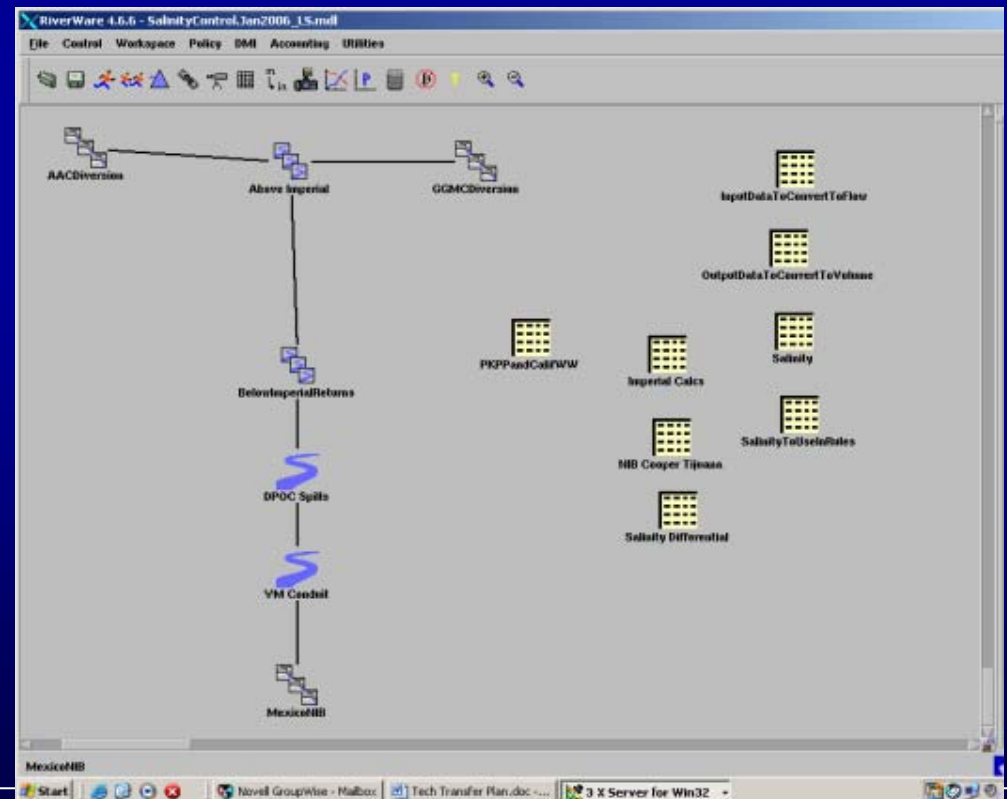 RiverWare 4.6.6 - SalinityControl.Jan2006_LS.mdl
File Control Workspace Policy DMI Accounting Utilities
AACDiversion
Above Imperial
GGMCDiversion
InputDataToConvertToFlow
OutputDataToConvertToVolume
PKPPandCalifWW
Imperial Calcs
Salinity
BelowImperialReturns
SalinityToUseInRules
NIB Cooper Tijuana
DPOC Spills
Salinity Differential
VM Conduit
MexicoNIB
MexicoNIB
Start Novell GroupWise - Mailbox Tech Transfer Plan.doc -... 3 X Server for Win32